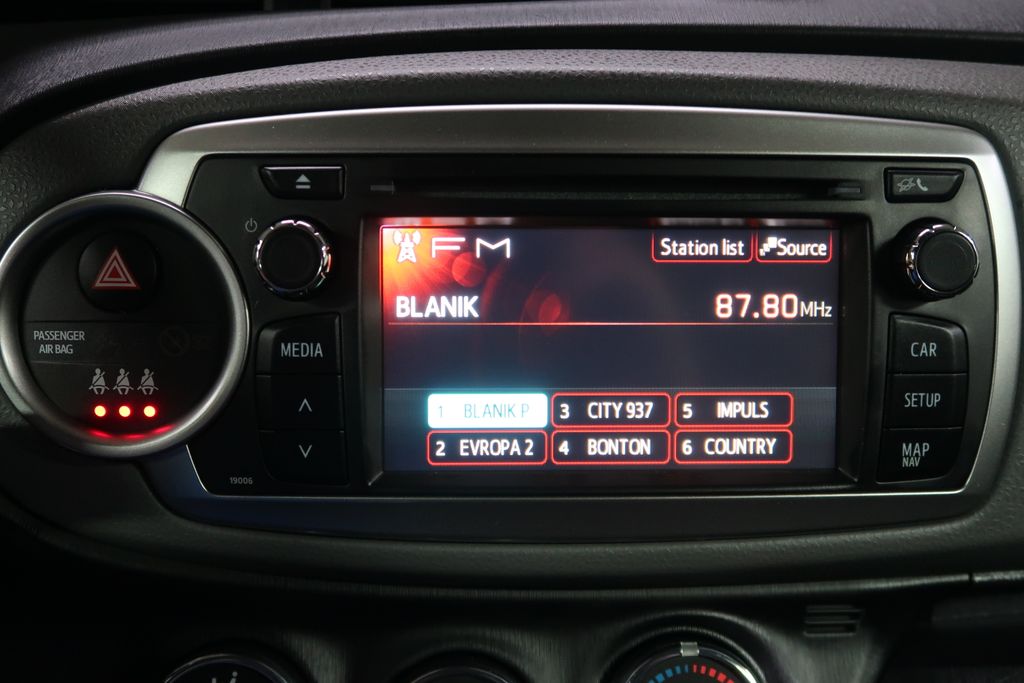 FM
Station list
Source
BLANIK
87.80MHz
1 BLANIK P
3 CITY 937
5 IMPULS
2 EVROPA 2
4 BONTON
6 COUNTRY
PASSENGER
AIR BAG
MEDIA
19006
CAR
SETUP
MAP
NAV